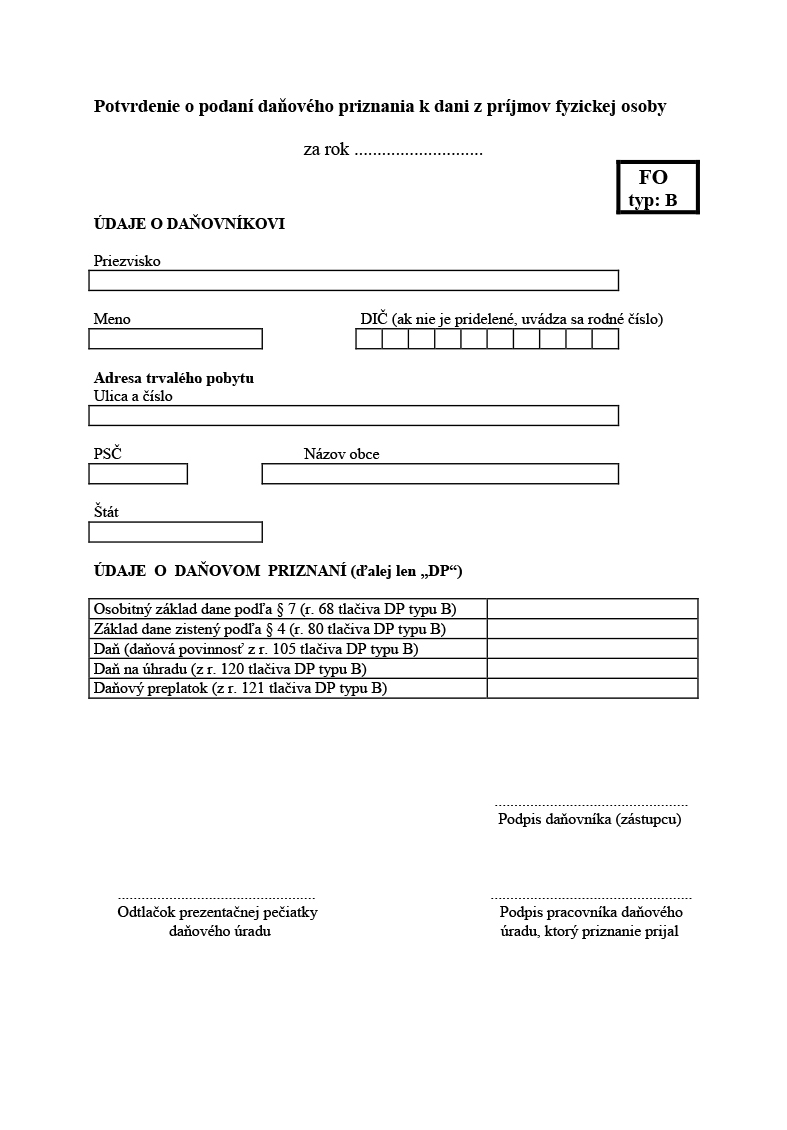 Potvrdenie o podaní daňového priznania k dani z príjmov fyzickej osoby
za rok ............................
FO
typ: B
ÚDAJE O DAŇOVNÍKOVI
Priezvisko
Meno
DIČ (ak nie je pridelené, uvádza sa rodné číslo)
Adresa trvalého pobytu
Ulica a číslo
PSČ
Názov obce
Štát
ÚDAJE O DAŇOVOM PRIZNANÍ (ďalej len „DP“)
Osobitný základ dane podľa § 7 (r. 68 tlačiva DP typu B)
Základ dane zistený podľa § 4 (r. 80 tlačiva DP typu B)
Daň (daňová povinnosť z r. 105 tlačiva DP typu B)
Daň na úhradu (z r. 120 tlačiva DP typu B)
Daňový preplatok (z r. 121 tlačiva DP typu B)
....................................................
Podpis daňovníka (zástupcu)
.....................................................
Odtlačok prezentačnej pečiatky
daňového úradu
......................................................
Podpis pracovníka daňového
úradu, ktorý priznanie prijal